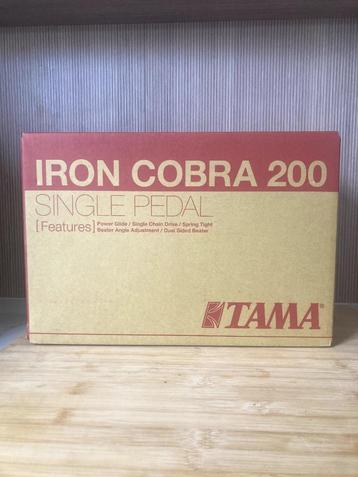 IRON COBRA 200
SINGLE PEDAL
[Features] Power Glide / Single Chain Drive / Spring Tight
Beater Angle Adjustment / Dual Sided Beater
TAMA®